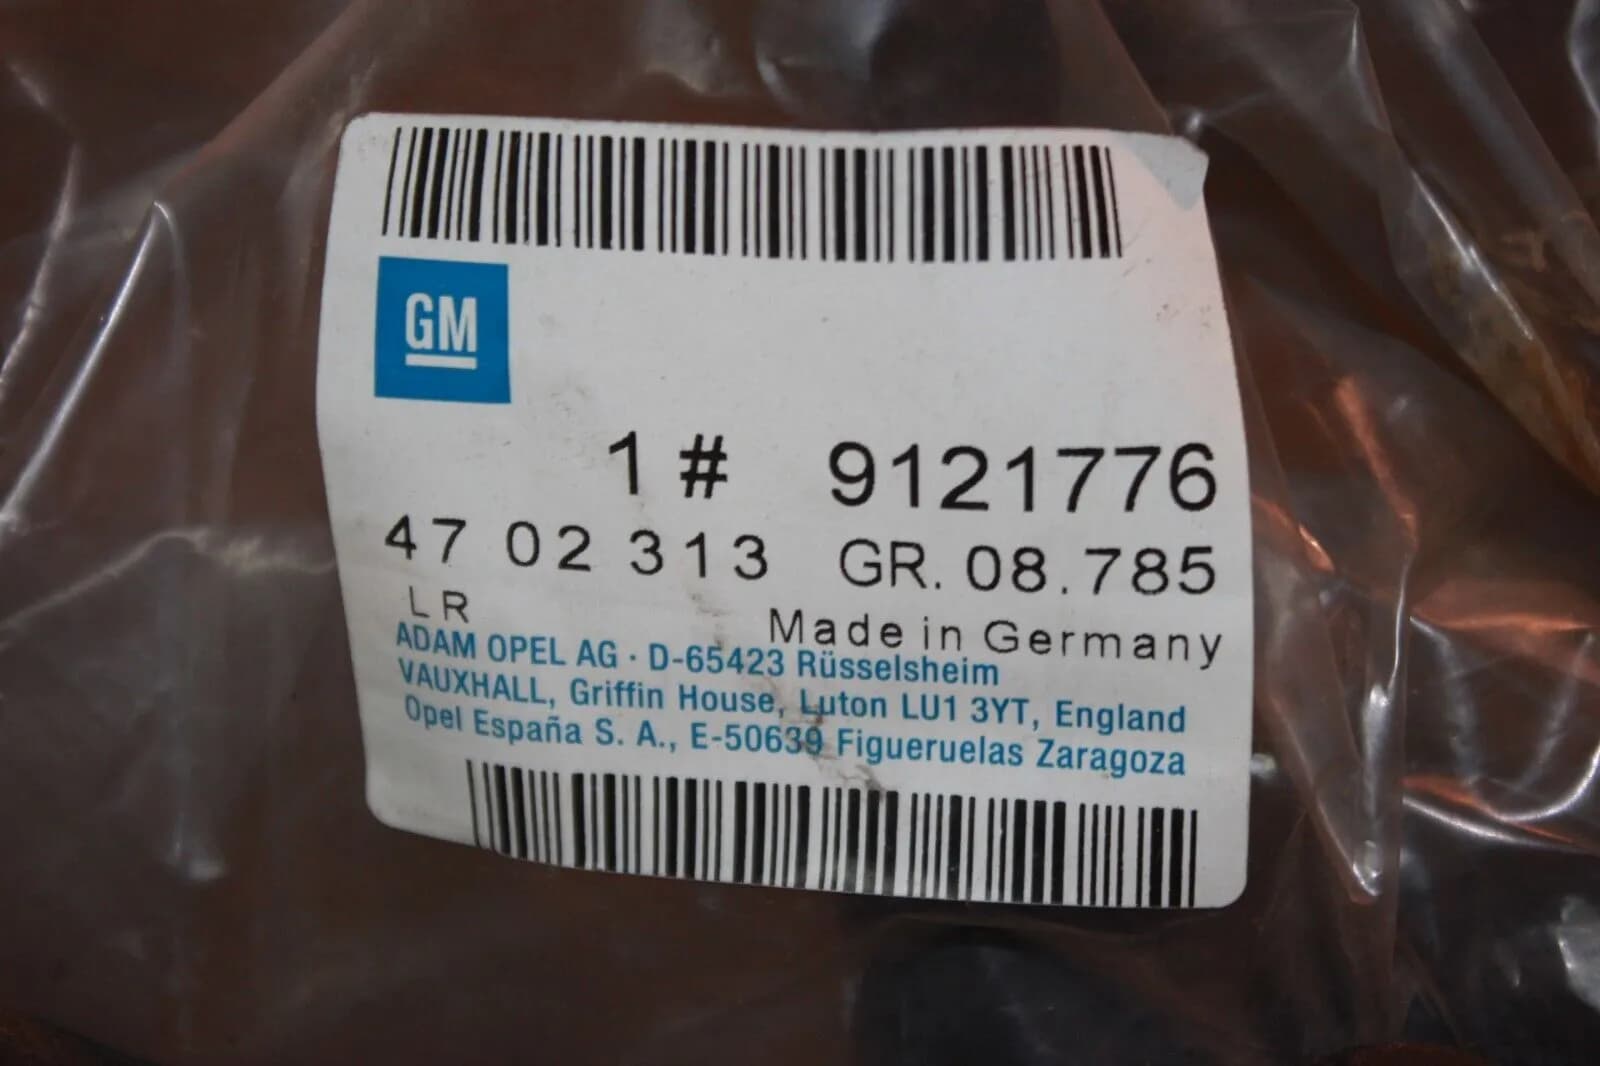 GM
1 # 9121776
47 02 313 GR. 08.785
LR
Made in Germany
ADAM OPEL AG · D-65423 Rüsselsheim
VAUXHALL, Griffin House, Luton LU1 3YT, England
Opel España S. A., E-50639 Figueruelas Zaragoza